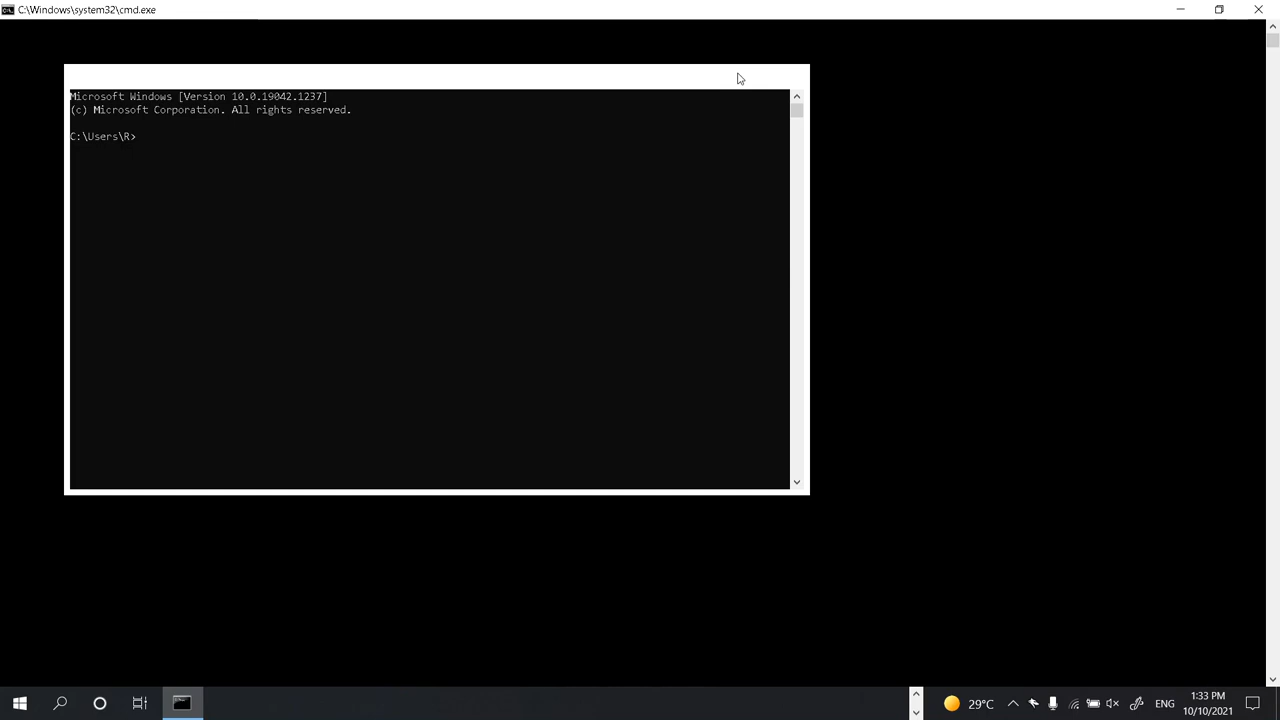 C:\Windows\system32\cmd.exe
Microsoft Windows [Version 10.0.19042.1237]
(c) Microsoft Corporation. All rights reserved.
C:\Users\R>
29°C
ENG
1:33 PM
10/10/2021